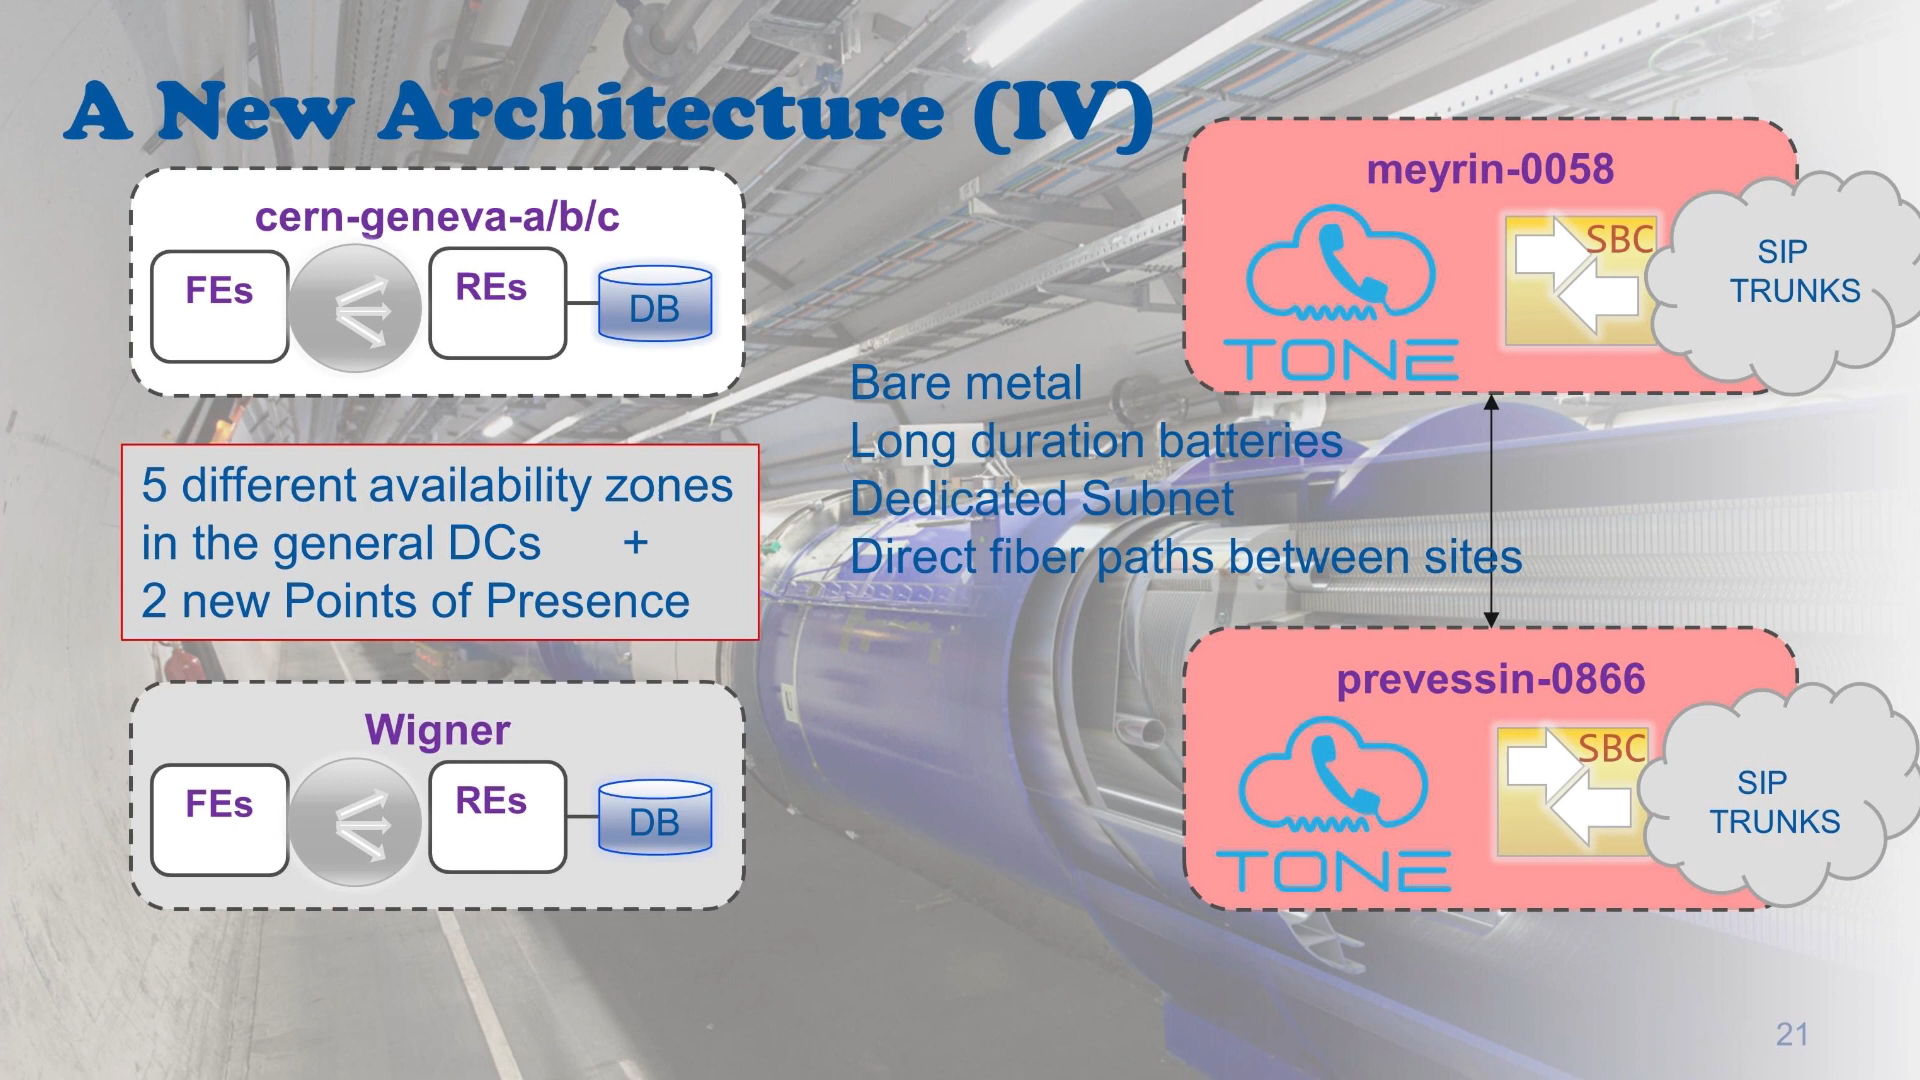 A New Architecture (IV)
cern-geneva-a/b/c
FEs
REs
DB
5 different availability zones
in the general DCs +
2 new Points of Presence
Wigner
FEs
REs
DB
Bare metal
Long duration batteries
Dedicated Subnet
Direct fiber paths between sites
meyrin-0058
TONE
SBC
SIP
TRUNKS
prevessin-0866
TONE
SBC
SIP
TRUNKS
21